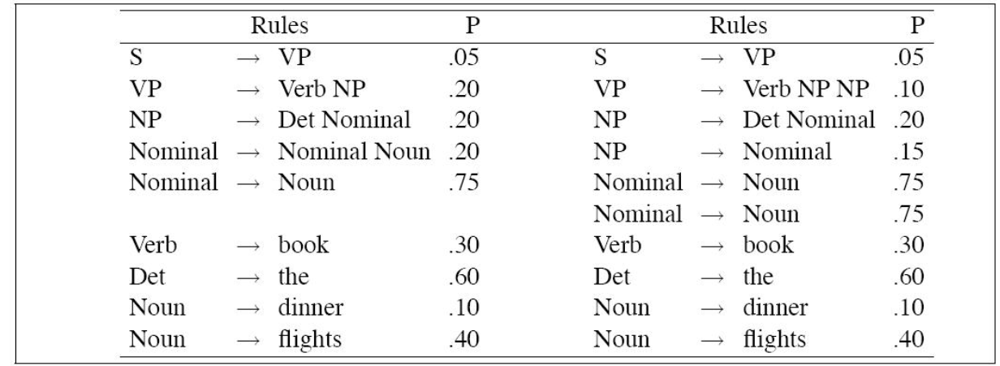 Rules P Rules P
S → VP .05 S → VP .05
VP → Verb NP .20 VP → Verb NP NP .10
NP → Det Nominal .20 NP → Det Nominal .20
Nominal → Nominal Noun .20 NP → Nominal .15
Nominal → Noun .75 Nominal → Noun .75
Nominal → Noun .75
Verb → book .30 Verb → book .30
Det → the .60 Det → the .60
Noun → dinner .10 Noun → dinner .10
Noun → flights .40 Noun → flights .40